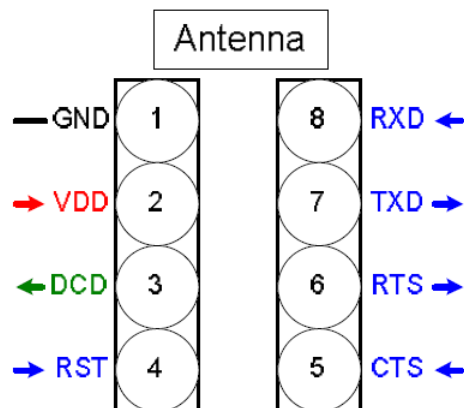 Antenna
GND 1 8 RXD
VDD 2 7 TXD
DCD 3 6 RTS
RST 4 5 CTS